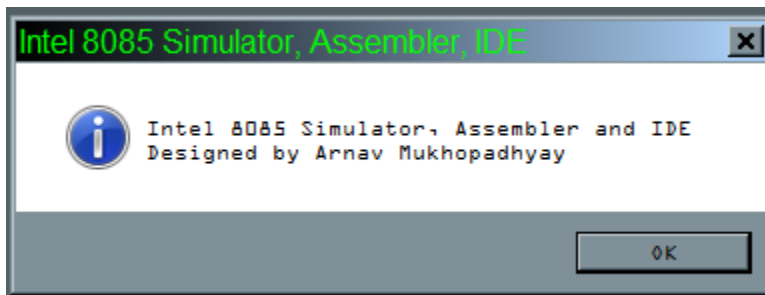 Intel 8085 Simulator, Assembler, IDE
Intel 8085 Simulator, Assembler and IDE
Designed by Arnav Mukhopadhyay
OK